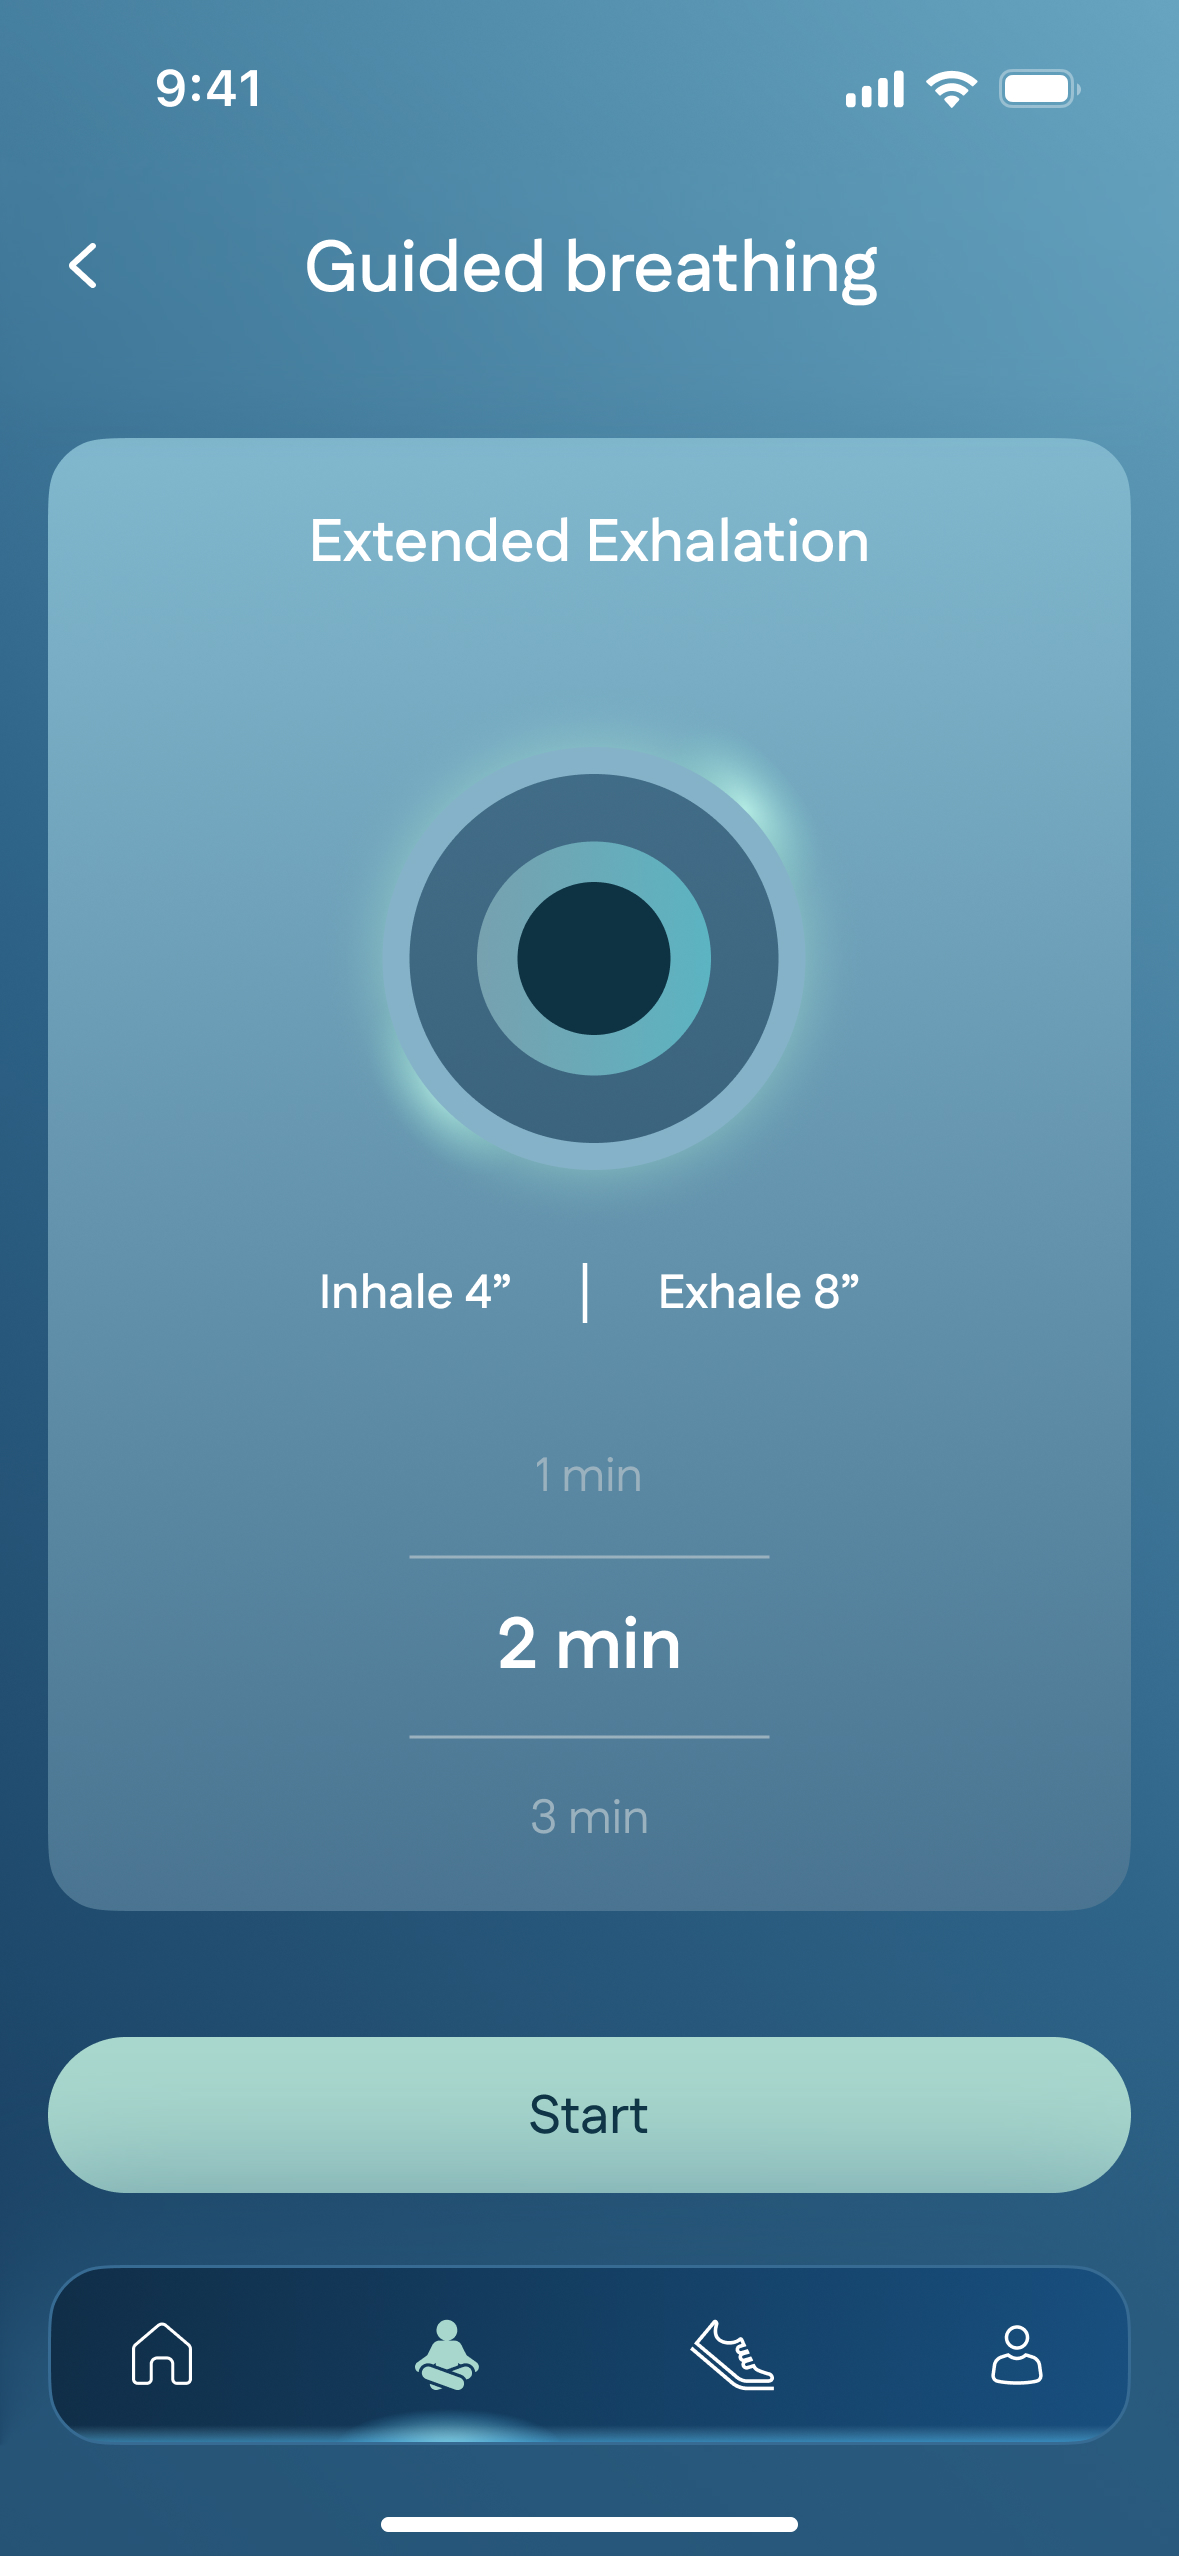 9:41
Guided breathing
Extended Exhalation
Inhale 4” | Exhale 8”
1 min
2 min
3 min
Start